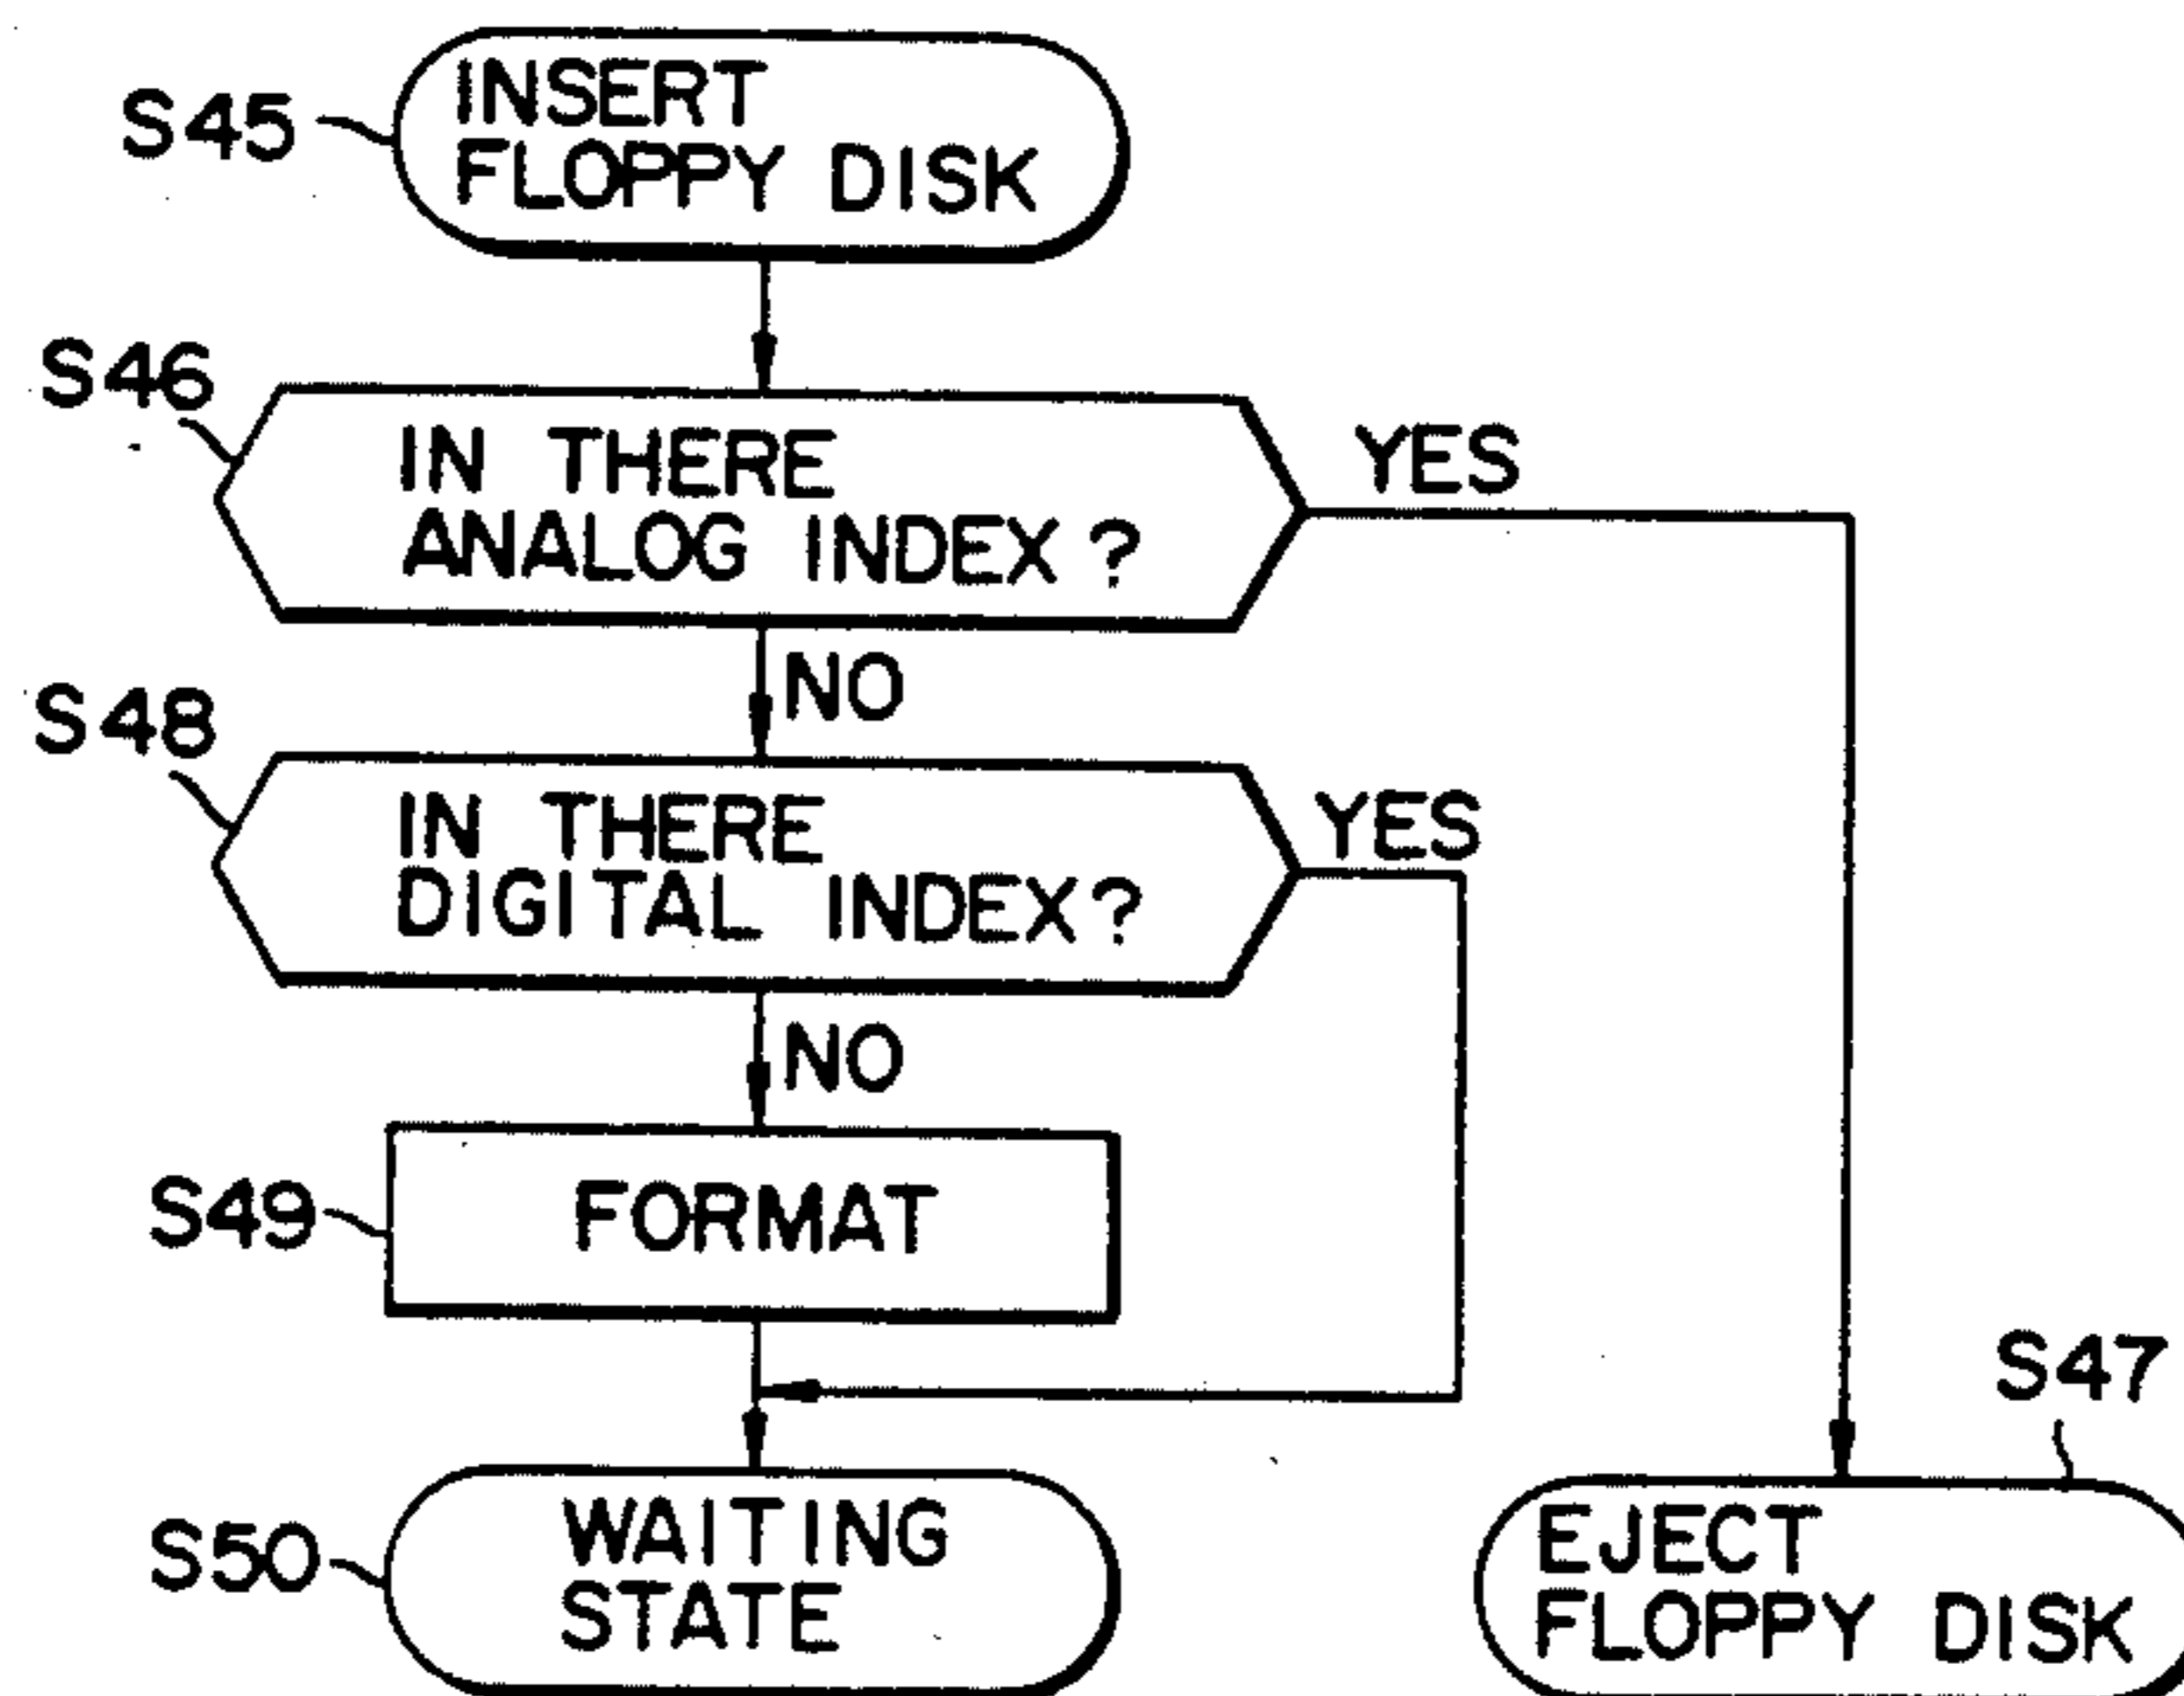 S45
INSERT
FLOPPY DISK
S46
IN THERE
ANALOG INDEX?
YES
NO
S48
IN THERE
DIGITAL INDEX?
YES
NO
S49
FORMAT
S47
S50
WAITING
STATE
EJECT
FLOPPY DISK